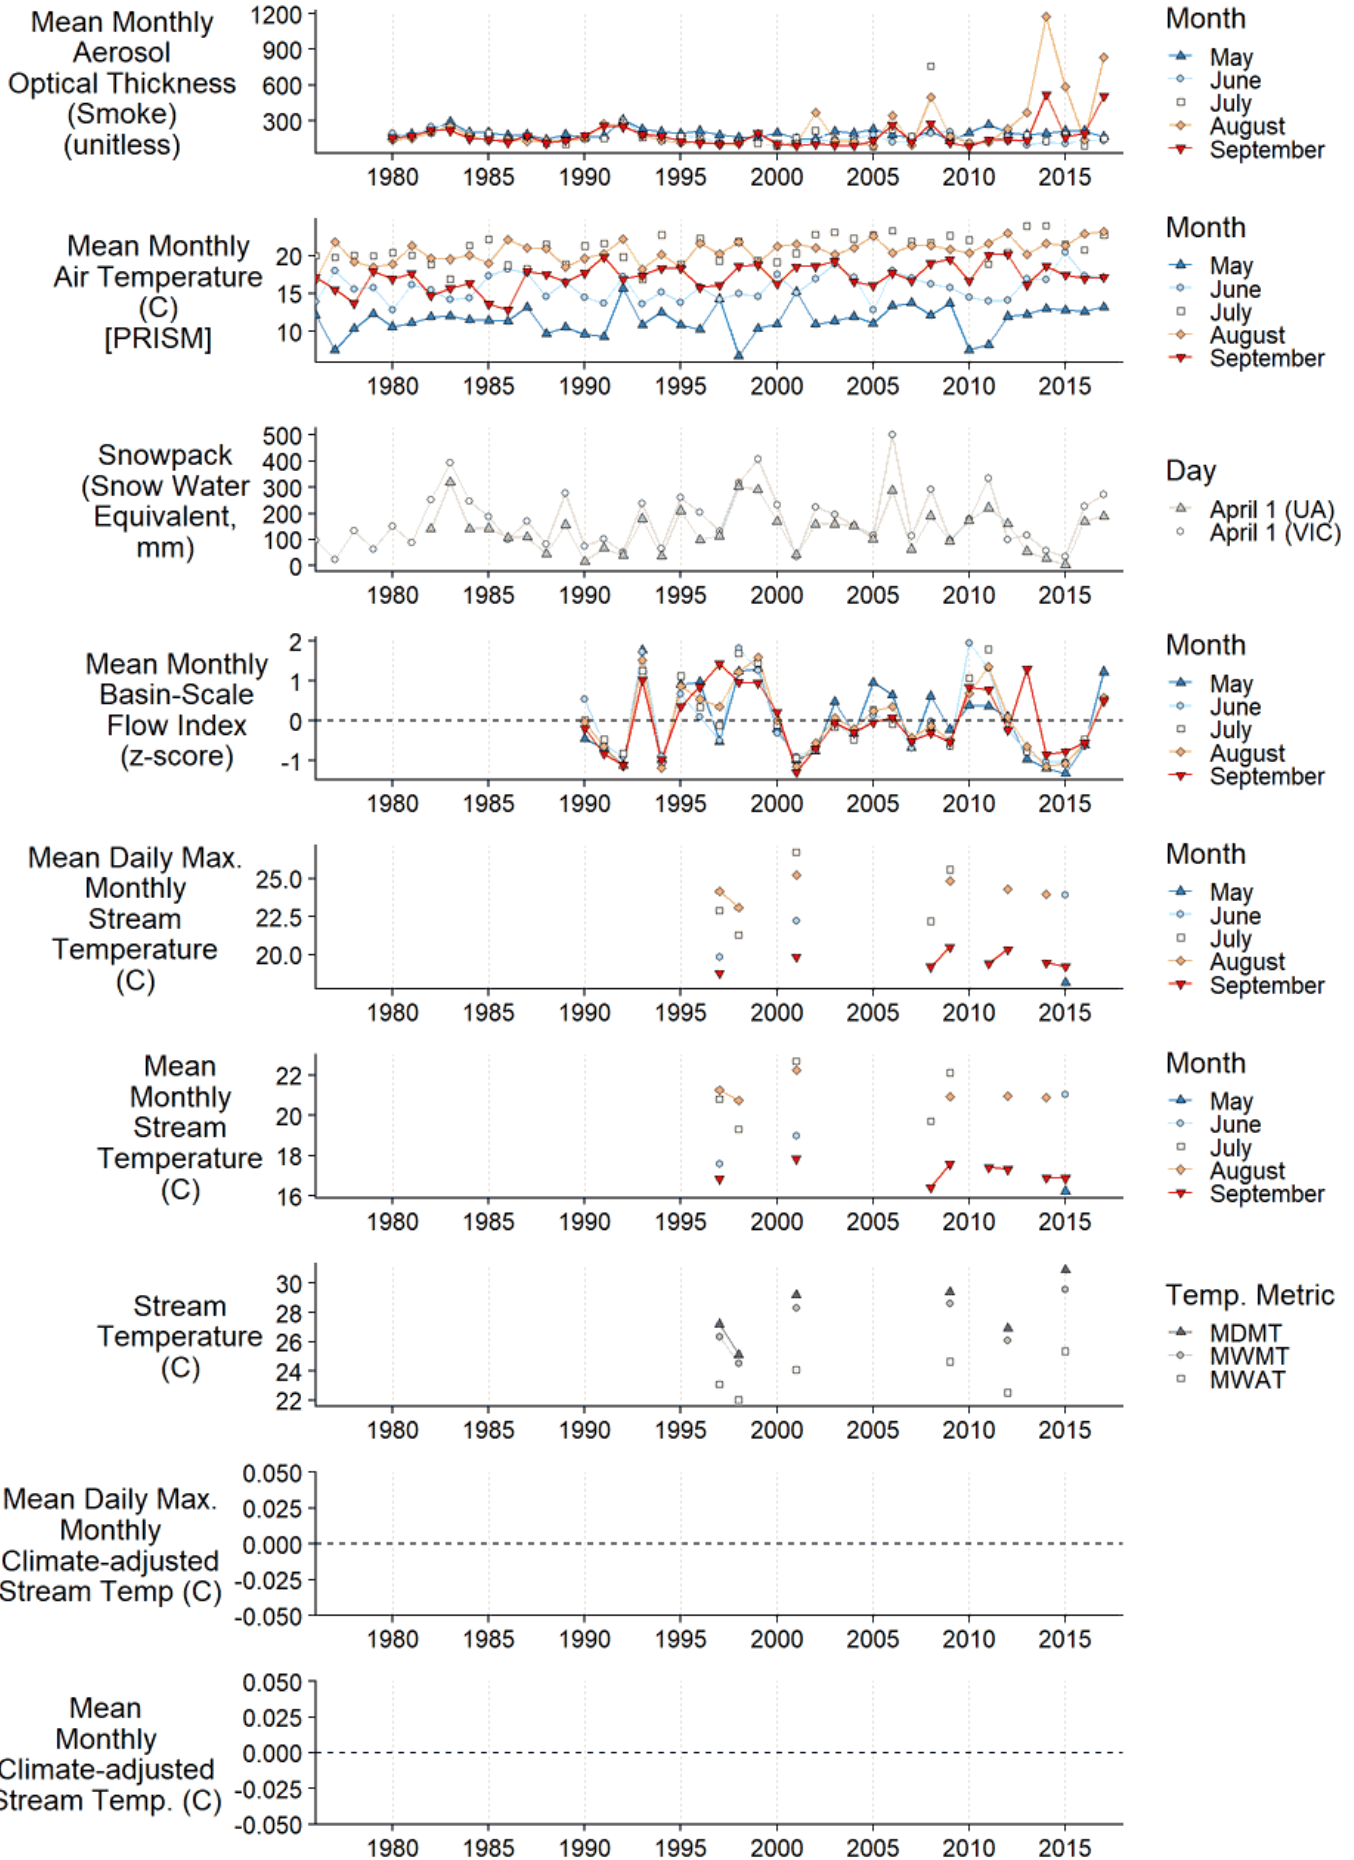 Mean Monthly
Aerosol
Optical Thickness
(Smoke)
(unitless)
1200
900
600
300
1980 1985 1990 1995 2000 2005 2010 2015
Month
May
June
July
August
September
Mean Monthly
Air Temperature
(C)
[PRISM]
20
15
10
1980 1985 1990 1995 2000 2005 2010 2015
Month
May
June
July
August
September
Snowpack
(Snow Water
Equivalent,
mm)
500
400
300
200
100
0
1980 1985 1990 1995 2000 2005 2010 2015
Day
April 1 (UA)
April 1 (VIC)
Mean Monthly
Basin-Scale
Flow Index
(z-score)
2
1
0
-1
1980 1985 1990 1995 2000 2005 2010 2015
Month
May
June
July
August
September
Mean Daily Max.
Monthly
Stream
Temperature
(C)
25.0
22.5
20.0
1980 1985 1990 1995 2000 2005 2010 2015
Month
May
June
July
August
September
Mean
Monthly
Stream
Temperature
(C)
22
20
18
16
1980 1985 1990 1995 2000 2005 2010 2015
Month
May
June
July
August
September
Stream
Temperature
(C)
30
28
26
24
22
1980 1985 1990 1995 2000 2005 2010 2015
Temp. Metric
MDMT
MWMT
MWAT
Mean Daily Max.
Monthly
Climate-adjusted
Stream Temp (C)
0.050
0.025
0.000
-0.025
-0.050
1980 1985 1990 1995 2000 2005 2010 2015
Mean
Monthly
Climate-adjusted
Stream Temp. (C)
0.050
0.025
0.000
-0.025
-0.050
1980 1985 1990 1995 2000 2005 2010 2015